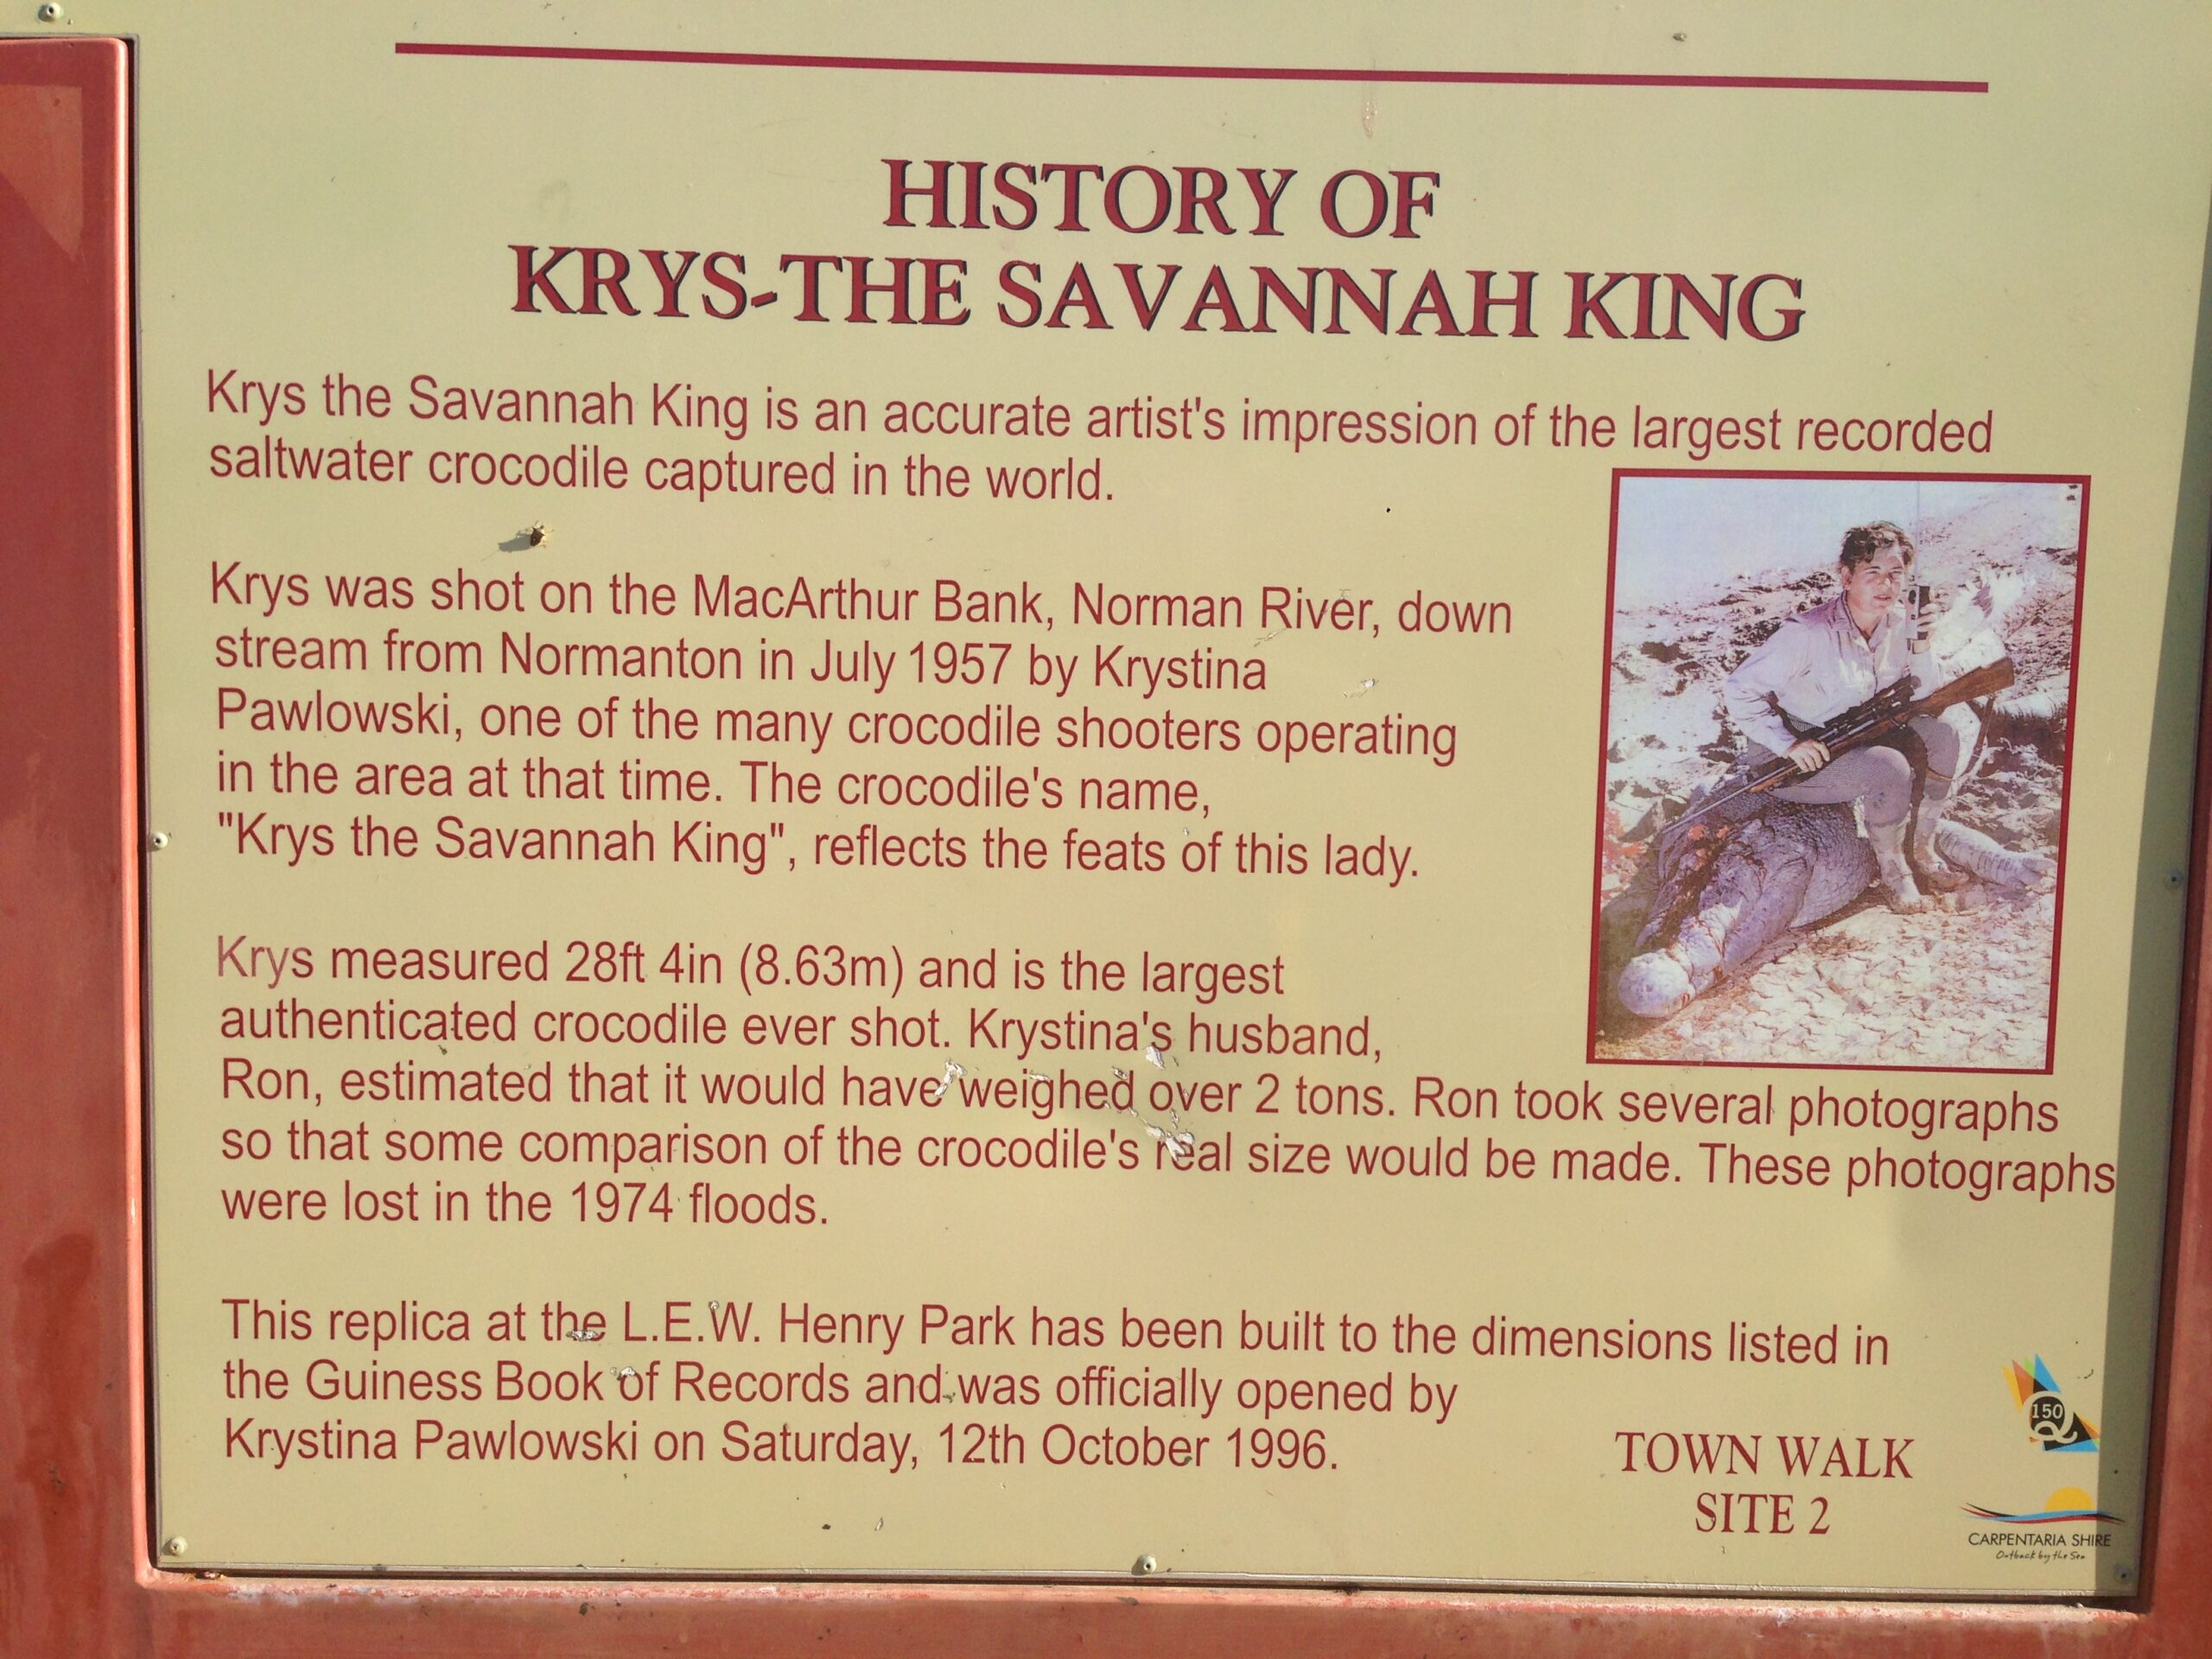 HISTORY OF
KRYS-THE SAVANNAH KING
Krys the Savannah King is an accurate artist's impression of the largest recorded
saltwater crocodile captured in the world.
Krys was shot on the MacArthur Bank, Norman River, down
stream from Normanton in July 1957 by Krystina
Pawlowski, one of the many crocodile shooters operating
in the area at that time. The crocodile's name,
"Krys the Savannah King", reflects the feats of this lady.
Krys measured 28ft 4in (8.63m) and is the largest
authenticated crocodile ever shot. Krystina's husband,
Ron, estimated that it would have weighed over 2 tons. Ron took several photographs
so that some comparison of the crocodile's real size would be made. These photographs
were lost in the 1974 floods.
This replica at the L.E.W. Henry Park has been built to the dimensions listed in
the Guiness Book of Records and was officially opened by
Krystina Pawlowski on Saturday, 12th October 1996.
TOWN WALK
SITE 2
150
Q
CARPENTARIA SHIRE
Outback by the Sea